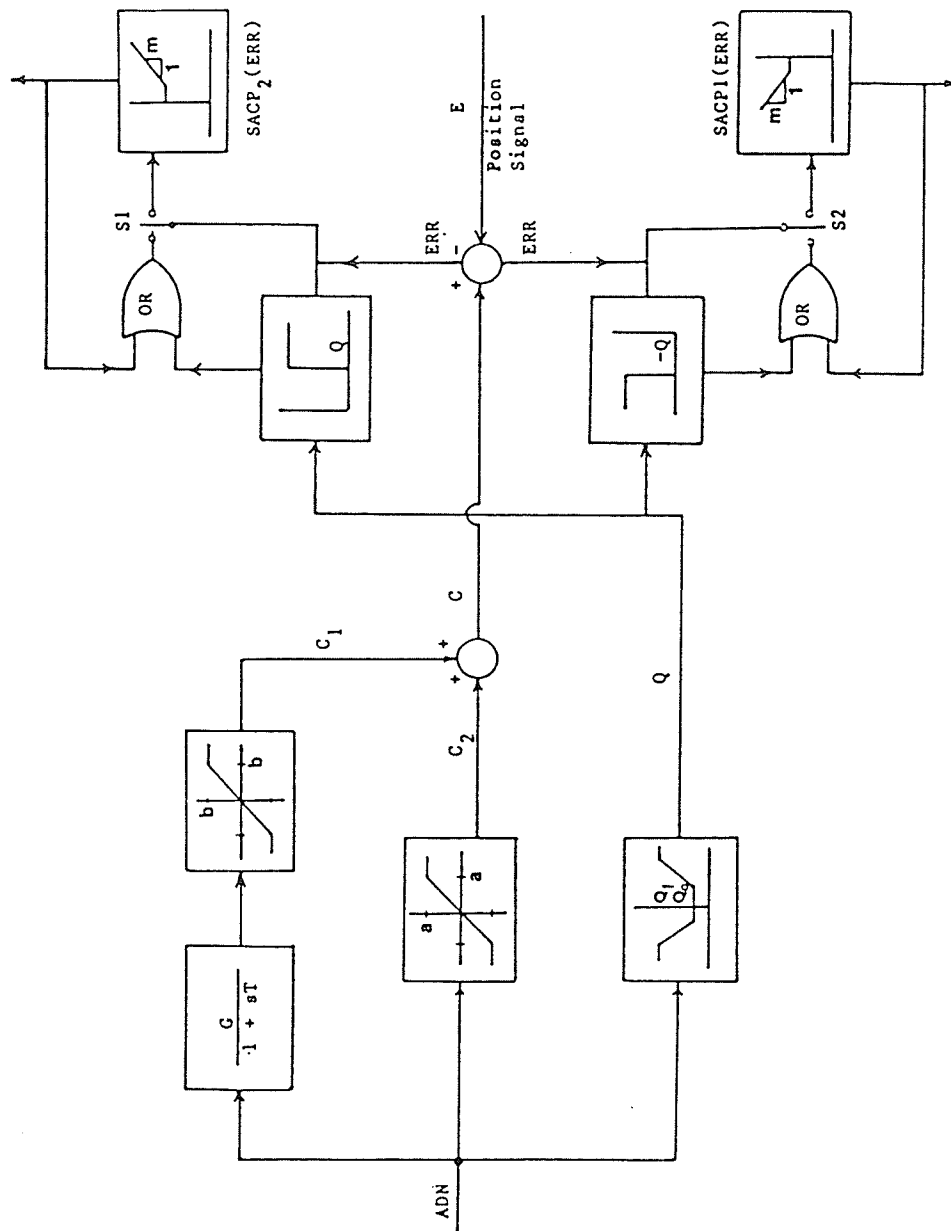 SACP2(ERR)
m
1
S1
OR
Q
ERR
-
+
E
Position
Signal
ERR
-Q
OR
S2
SACP1(ERR)
m
1
C1
b
b
+
+
C
C2
a
a
G
1 + sT
ADN
Q1
Q0
Q